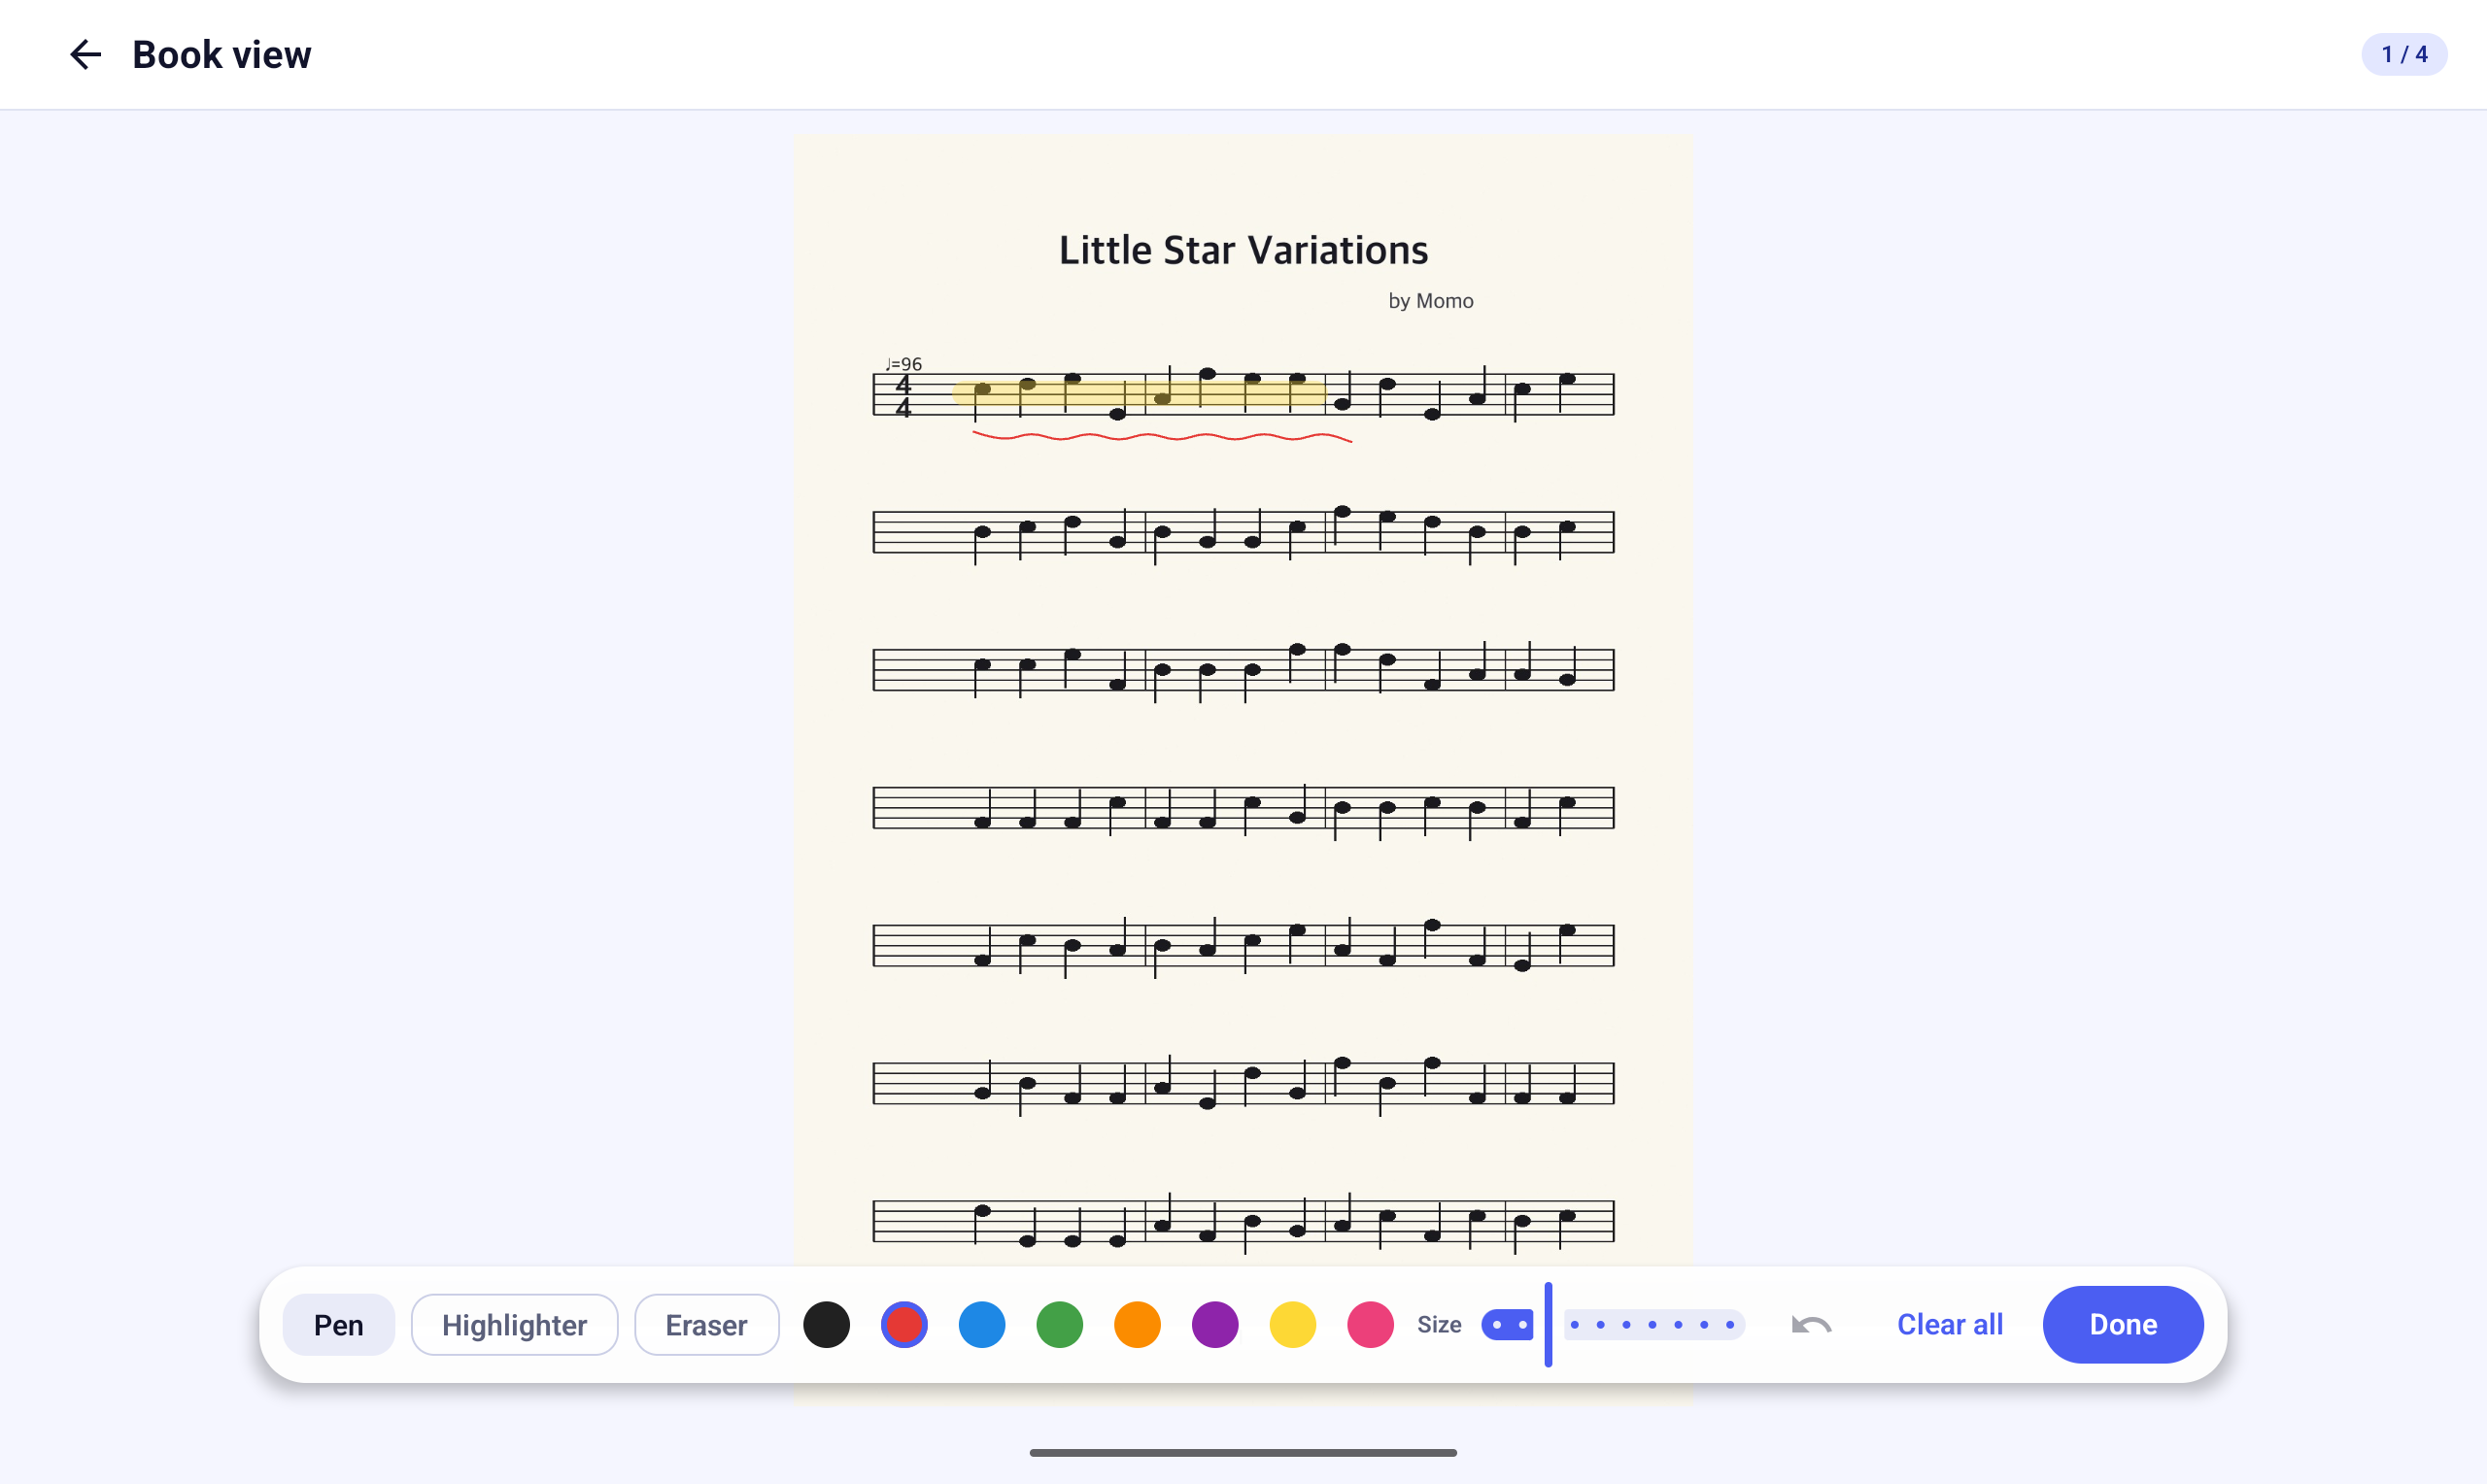 Book view
1 / 4
Little Star Variations
by Momo
♩=96
4
4
Pen Highlighter Eraser Size Clear all Done